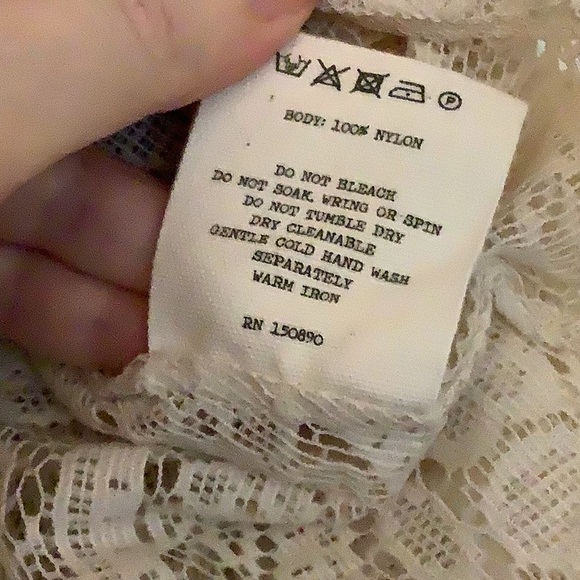 P
BODY: 100% NYLON
DO NOT BLEACH
DO NOT SOAK, WRING OR SPIN
DO NOT TUMBLE DRY
DRY CLEANABLE
GENTLE COLD HAND WASH
SEPARATELY
WARM IRON
RN 150890